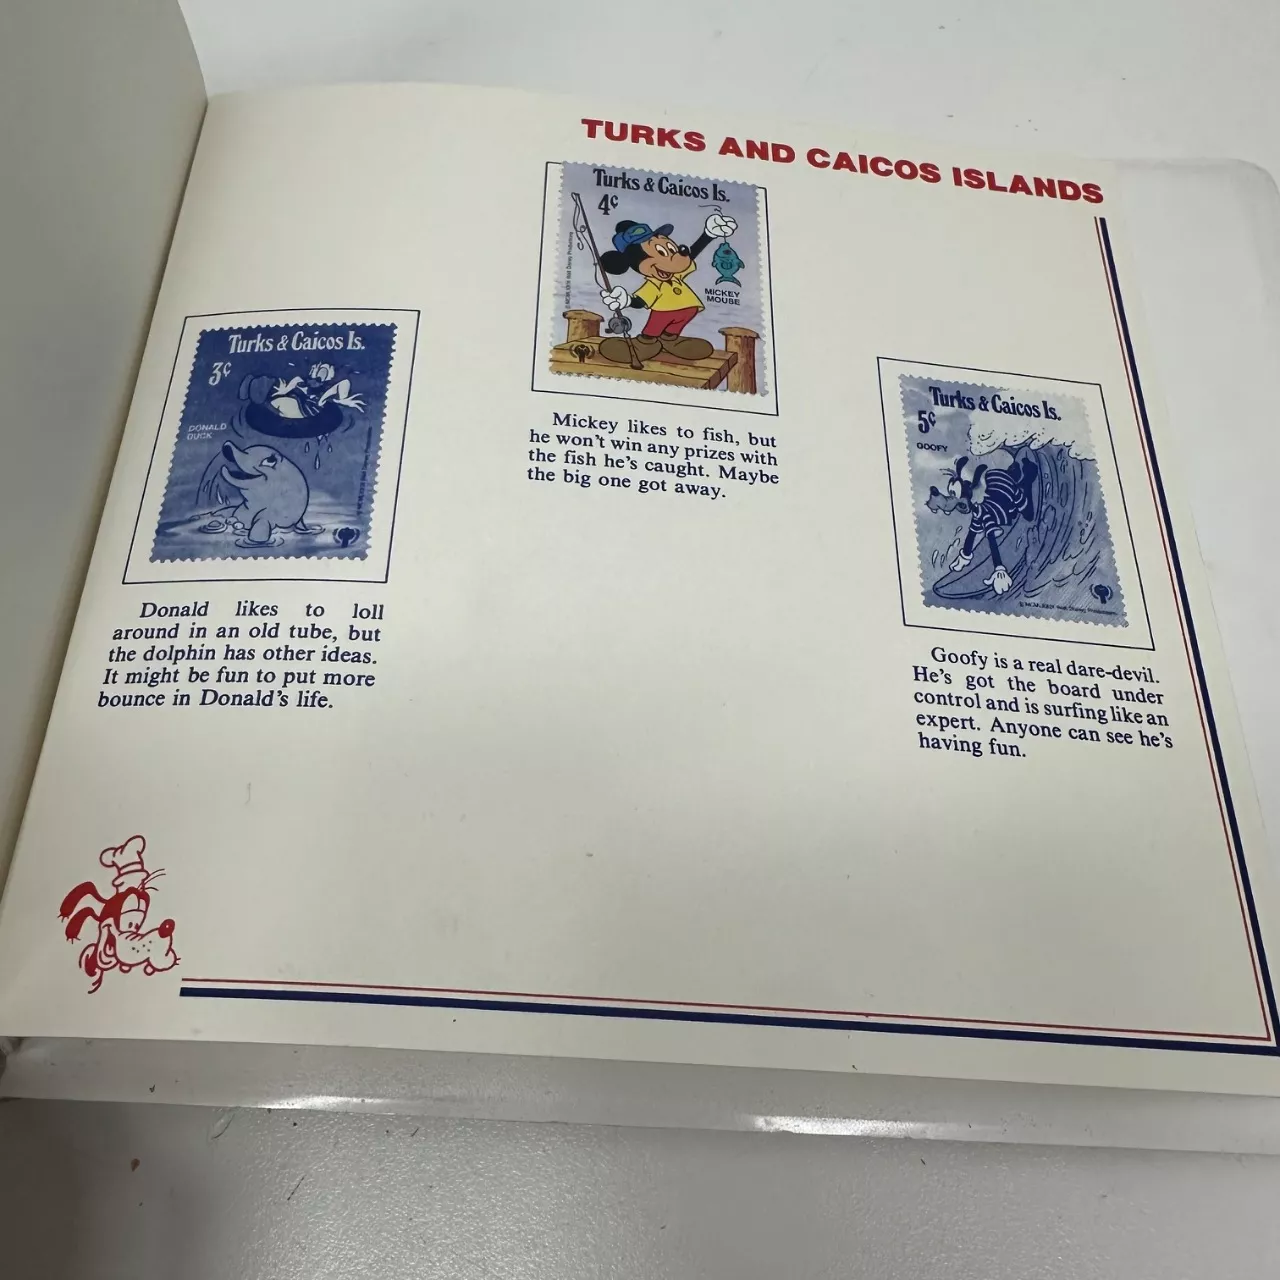 TURKS AND CAICOS ISLANDS
Turks & Caicos Is.
4¢
MICKEY
MOUSE
Mickey likes to fish, but
he won't win any prizes with
the fish he's caught. Maybe
the big one got away.
Turks & Caicos Is.
3¢
DONALD
DUCK
Donald likes to loll
around in an old tube, but
the dolphin has other ideas.
It might be fun to put more
bounce in Donald's life.
Turks & Caicos Is.
5¢
GOOFY
Goofy is a real dare-devil.
He's got the board under
control and is surfing like an
expert. Anyone can see he's
having fun.